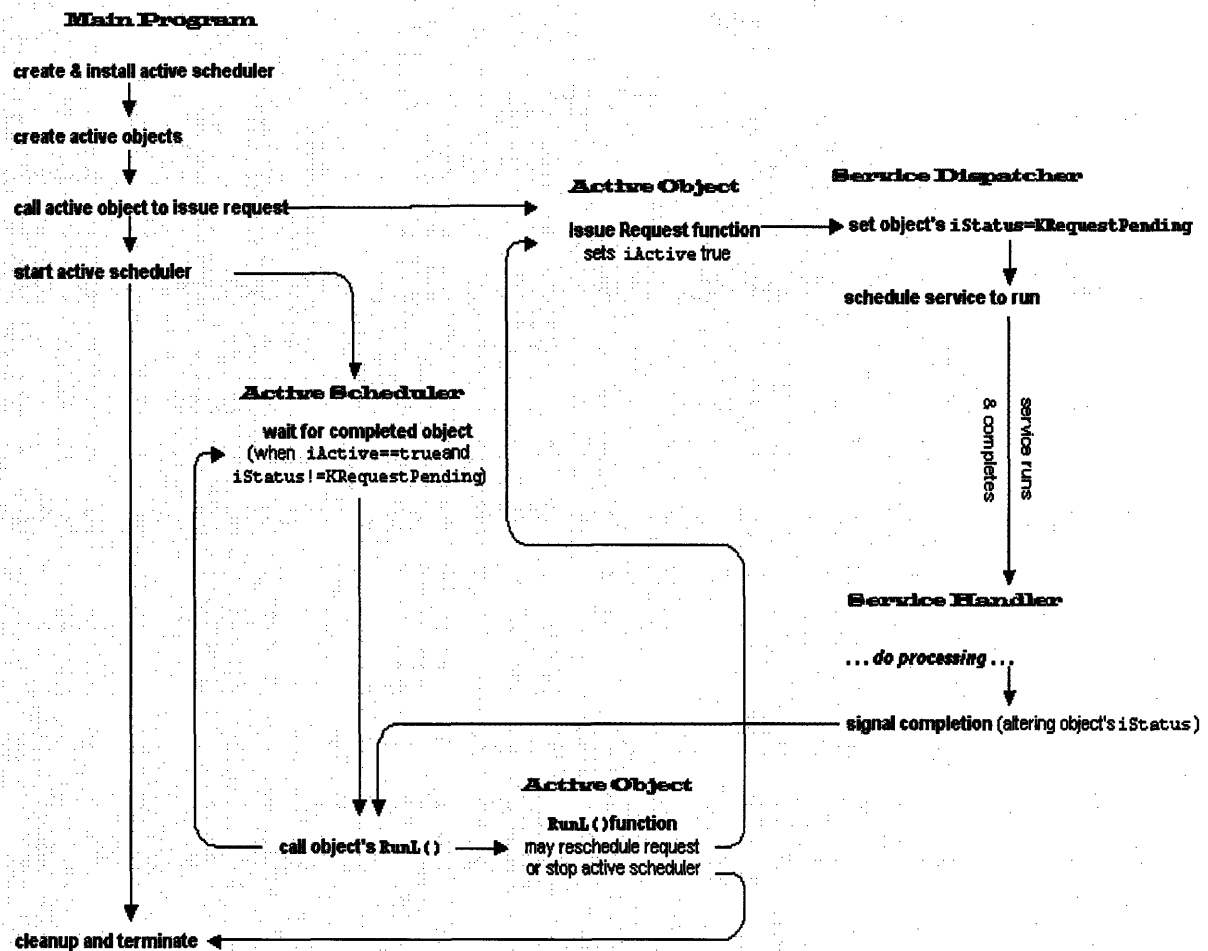 Main Program
create & install active scheduler
create active objects
call active object to issue request
start active scheduler
Active Object
Issue Request function
sets iActive true
Service Dispatcher
set object's iStatus=KRequestPending
schedule service to run
service runs
& completes
Active Scheduler
wait for completed object
(when iActive==trueand
iStatus!=KRequestPending)
Service Handler
...do processing...
signal completion (altering object's iStatus)
Active Object
call object's RunL()
RunL()function
may reschedule request
or stop active scheduler
cleanup and terminate